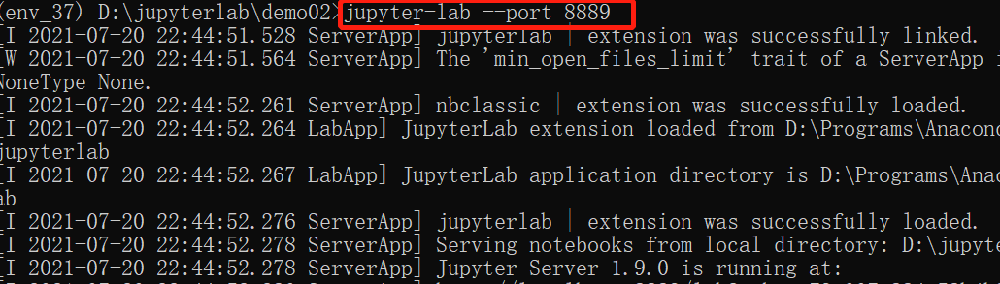 (env_37) D:\jupyterlab\demo02>jupyter-lab --port 8889
[I 2021-07-20 22:44:51.528 ServerApp] jupyterlab | extension was successfully linked.
[W 2021-07-20 22:44:51.564 ServerApp] The 'min_open_files_limit' trait of a ServerApp
NoneType None.
[I 2021-07-20 22:44:52.261 ServerApp] nbclassic | extension was successfully loaded.
[I 2021-07-20 22:44:52.264 LabApp] JupyterLab extension loaded from D:\Programs\Anacond
jupyterlab
[I 2021-07-20 22:44:52.267 LabApp] JupyterLab application directory is D:\Programs\Anac
ab
[I 2021-07-20 22:44:52.276 ServerApp] jupyterlab | extension was successfully loaded.
[I 2021-07-20 22:44:52.278 ServerApp] Serving notebooks from local directory: D:\jupyte
[I 2021-07-20 22:44:52.278 ServerApp] Jupyter Server 1.9.0 is running at: